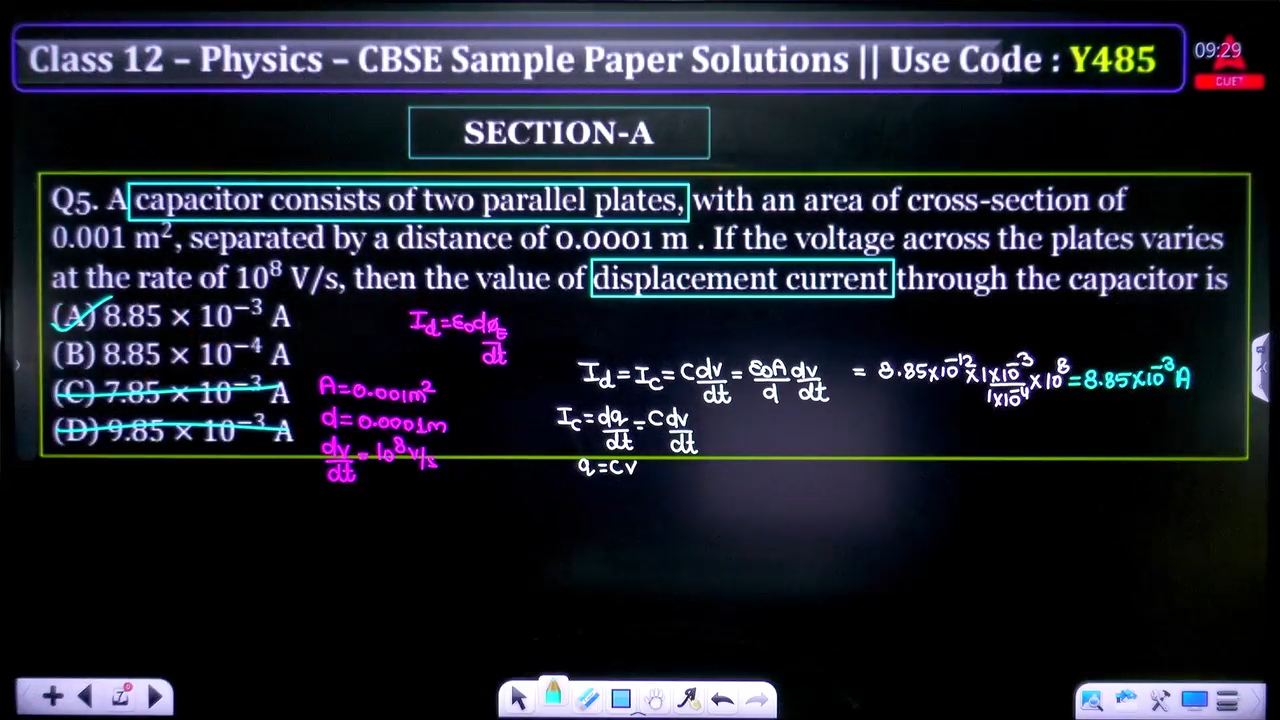 Class 12 – Physics – CBSE Sample Paper Solutions || Use Code : Y485
09:29
CUET
SECTION-A
Q5. A capacitor consists of two parallel plates, with an area of cross-section of
0.001 m², separated by a distance of 0.0001 m . If the voltage across the plates varies
at the rate of 10⁸ V/s, then the value of displacement current through the capacitor is
(A) 8.85 × 10⁻³ A
(B) 8.85 × 10⁻⁴ A
(C) 7.85 × 10⁻³ A
(D) 9.85 × 10⁻³ A
I_d = ε₀ dφ_E/dt
A = 0.001m²
d = 0.0001m
dv/dt = 10⁸ v/s
I_d = I_c = C dv/dt = ε₀A/d dv/dt = 8.85×10⁻¹² × 1×10⁻³/1×10⁻⁴ × 10⁸ = 8.85×10⁻³ A
I_c = dq/dt = C dv/dt
q = CV